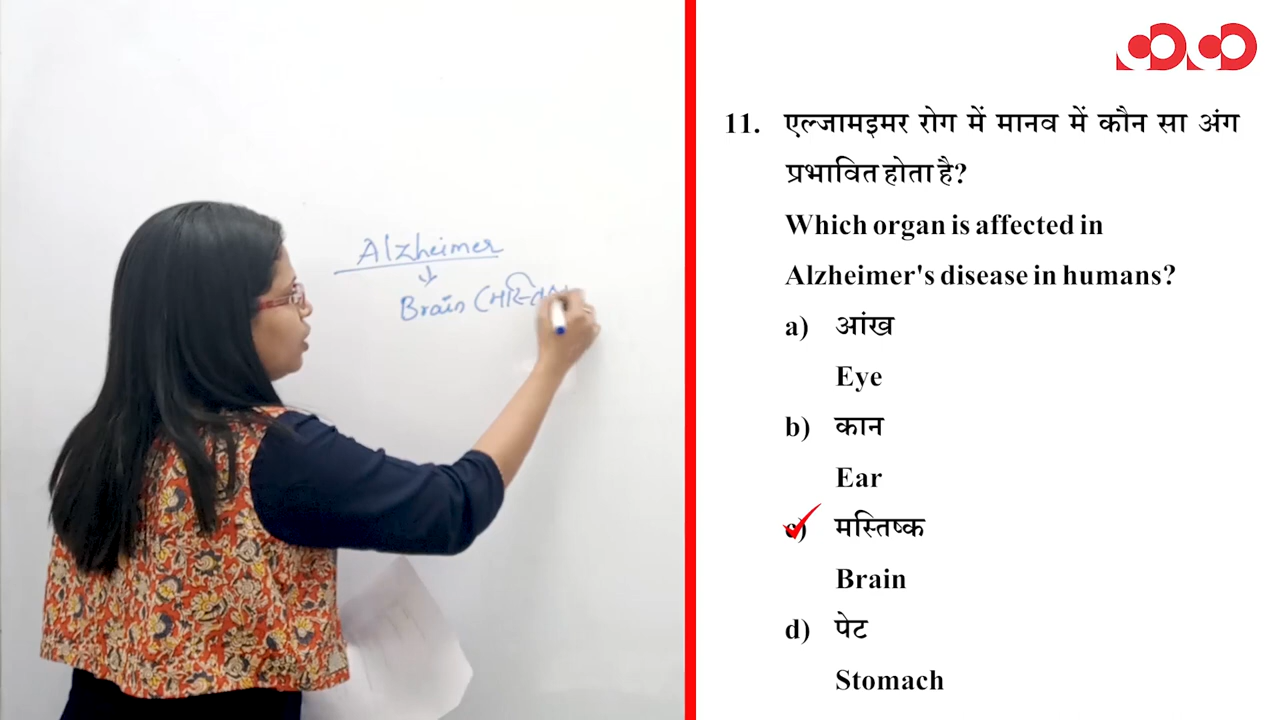 Alzheimer
Brain
11. एल्जामइमर रोग में मानव में कौन सा अंग
प्रभावित होता है?
Which organ is affected in
Alzheimer's disease in humans?
a) आंख
Eye
b) कान
Ear
c) मस्तिष्क
Brain
d) पेट
Stomach